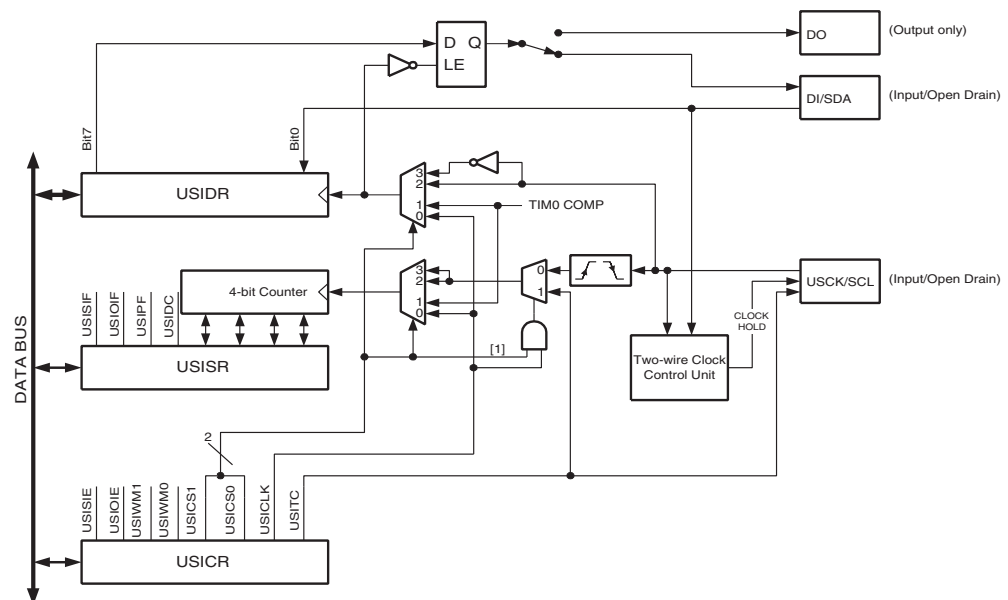 D Q
LE
DO
(Output only)
DI/SDA
(Input/Open Drain)
Bit7
Bit0
3
2
1
0
USIDR
TIM0 COMP
3
2
1
0
0
1
4-bit Counter
USCK/SCL
(Input/Open Drain)
CLOCK
HOLD
USISIF
USIOIF
USIPF
USIDC
[1]
USISR
Two-wire Clock
Control Unit
DATA BUS
2
USISIE
USIOIE
USIWM1
USIWM0
USICS1
USICS0
USICLK
USITC
USICR